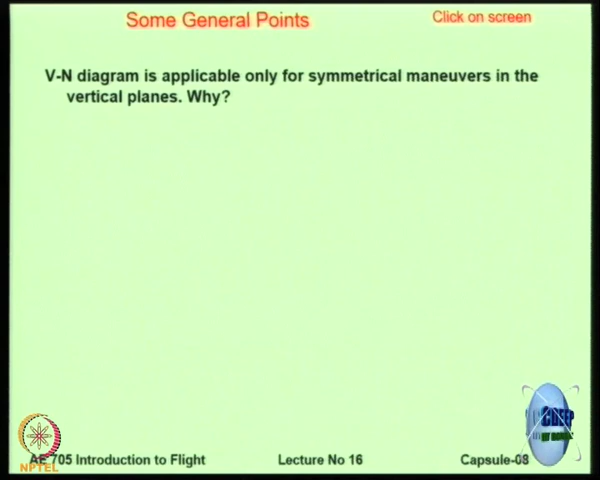 Some General Points
Click on screen
V-N diagram is applicable only for symmetrical maneuvers in the
vertical planes. Why?
NPTEL
AE 705 Introduction to Flight
Lecture No 16
Capsule-08